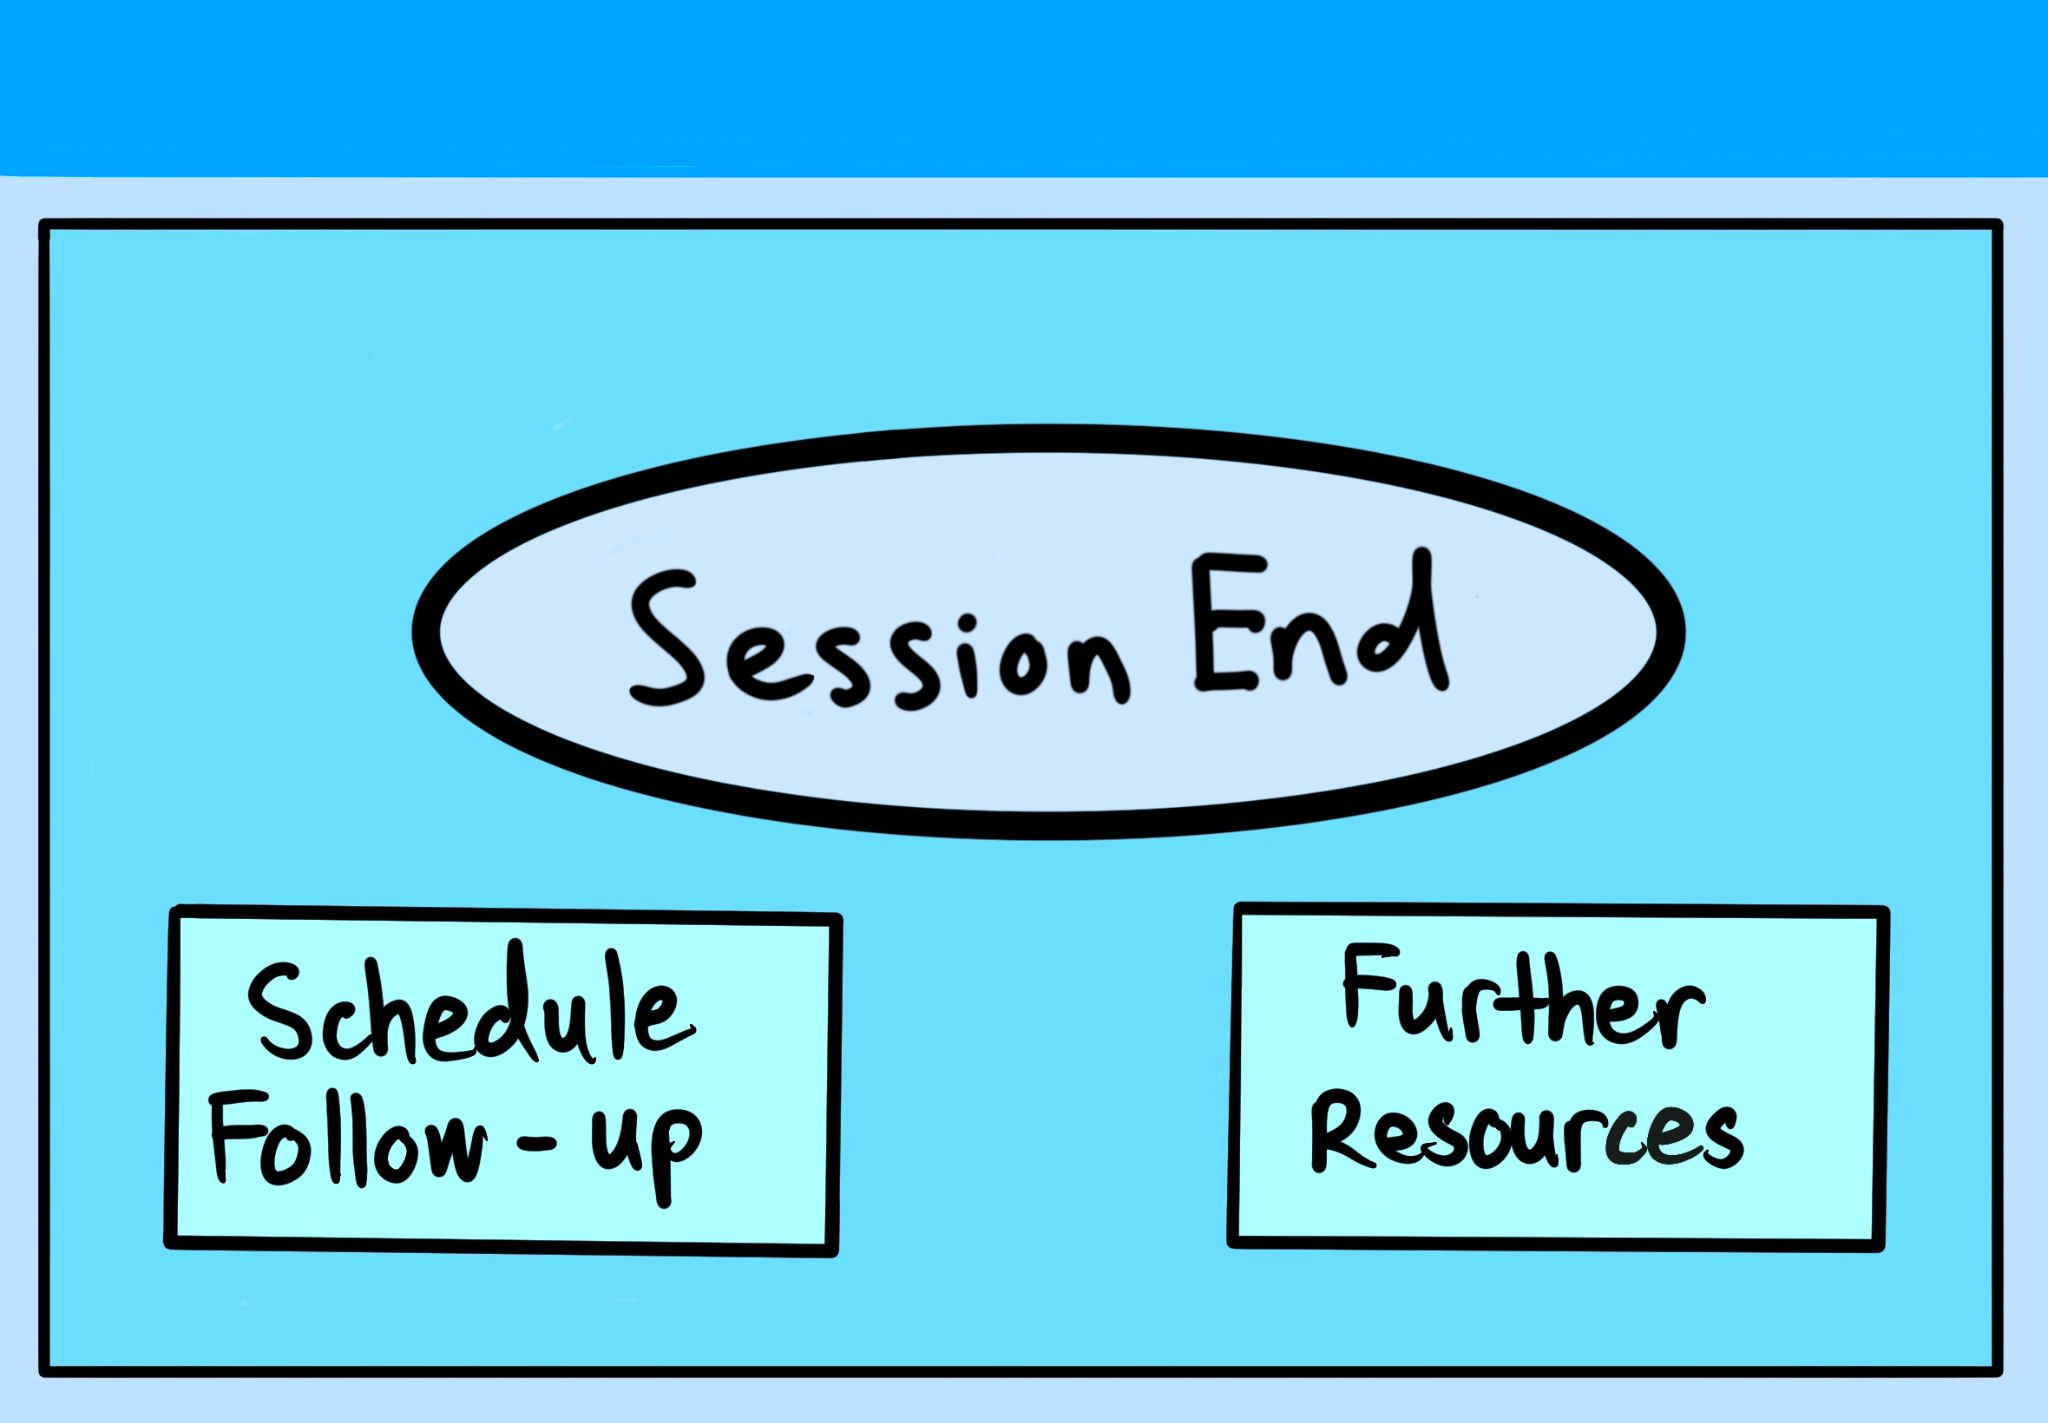 Session End
Schedule
Follow-up
Further
Resources